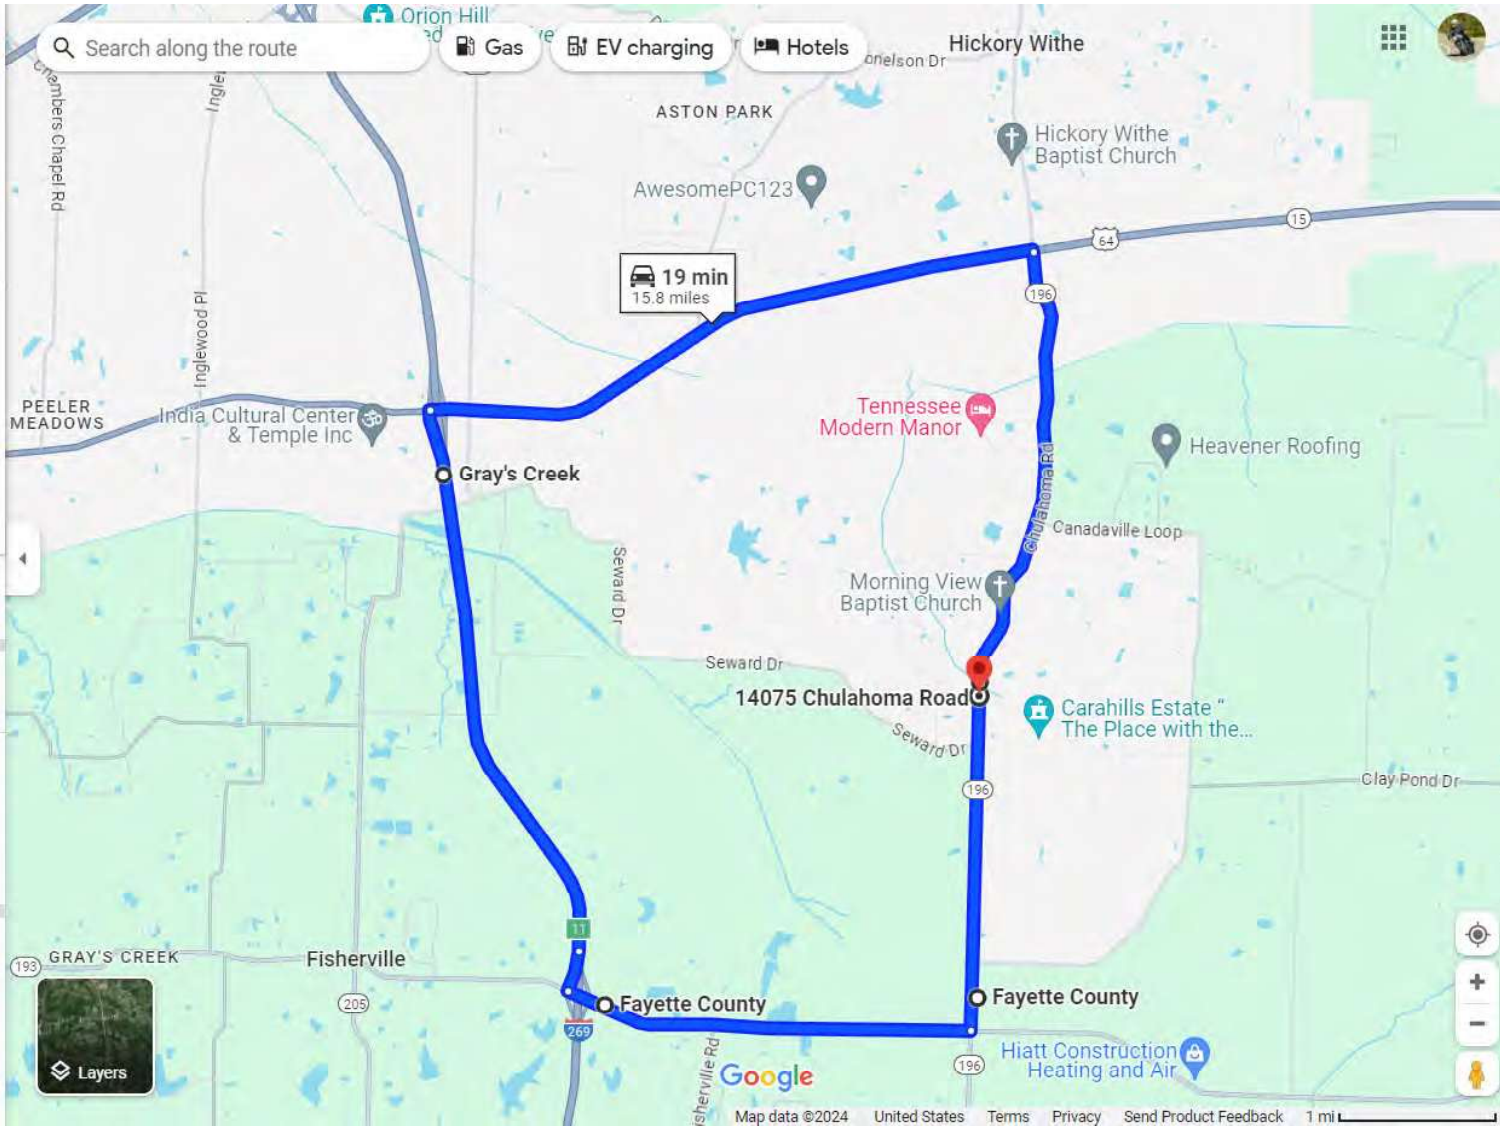 Orion Hill
Search along the route
Gas
EV charging
Hotels
Hickory Withe
onelson Dr
Chambers Chapel Rd
Ingle
ASTON PARK
Hickory Withe
Baptist Church
AwesomePC123
15
64
19 min
15.8 miles
196
Inglewood Pl
PEELER
MEADOWS
India Cultural Center
& Temple Inc
Tennessee
Modern Manor
Heavener Roofing
Gray's Creek
Chulahoma Rd
Canadaville Loop
Seward Dr
Morning View
Baptist Church
Seward Dr
14075 Chulahoma Road
Carahills Estate “
The Place with the...
Seward Dr
196
Clay Pond Dr
11
193
GRAY'S CREEK
Fisherville
205
Fayette County
Fayette County
269
Layers
isherville Rd
Google
196
Hiatt Construction
Heating and Air
Map data ©2024 United States Terms Privacy Send Product Feedback 1 mi